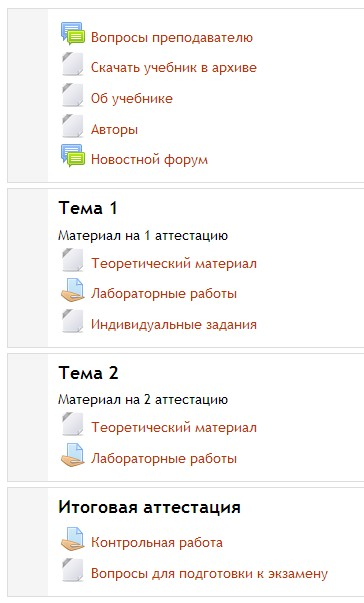 Вопросы преподавателю
Скачать учебник в архиве
Об учебнике
Авторы
Новостной форум
Тема 1
Материал на 1 аттестацию
Теоретический материал
Лабораторные работы
Индивидуальные задания
Тема 2
Материал на 2 аттестацию
Теоретический материал
Лабораторные работы
Итоговая аттестация
Контрольная работа
Вопросы для подготовки к экзамену